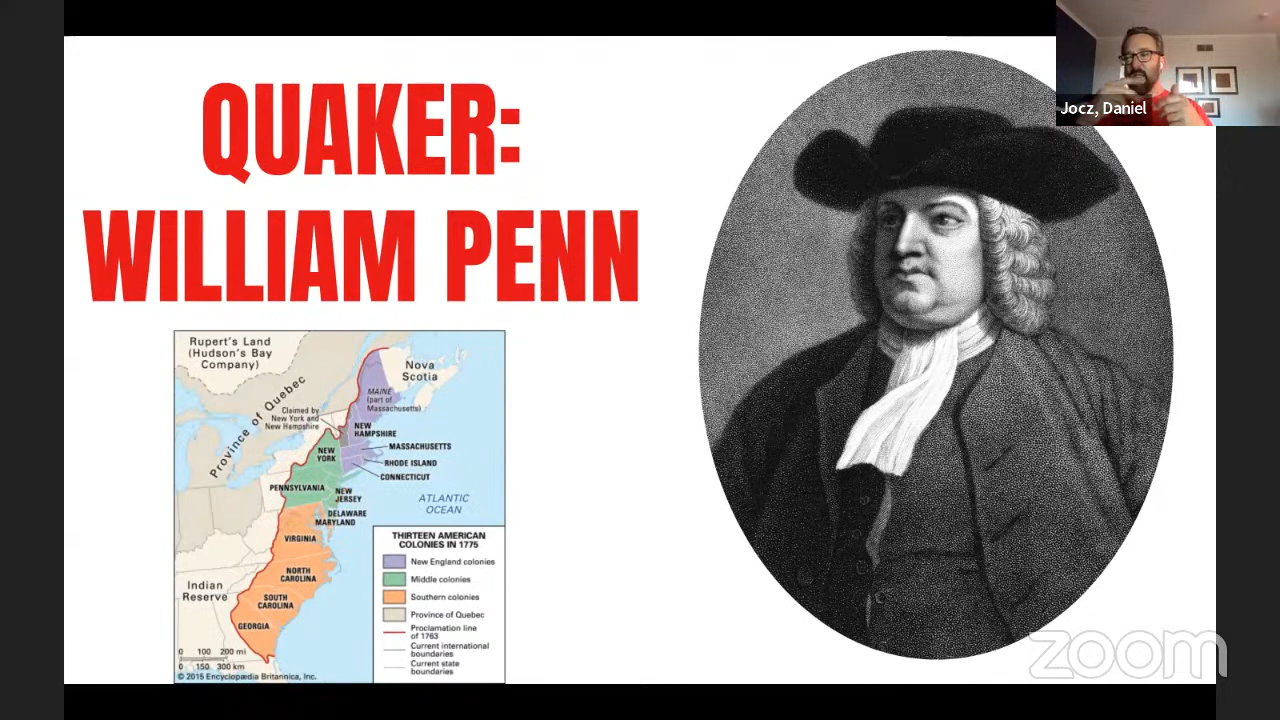 QUAKER:
WILLIAM PENN
Jocz, Daniel
Rupert's Land
(Hudson's Bay
Company)
Province of Quebec
Nova
Scotia
MAINE
(part of
Massachusetts)
Claimed by
New York and
New Hampshire
NEW
HAMPSHIRE
MASSACHUSETTS
NEW
YORK
RHODE ISLAND
CONNECTICUT
PENNSYLVANIA
NEW
JERSEY
ATLANTIC
OCEAN
DELAWARE
MARYLAND
VIRGINIA
NORTH
CAROLINA
Indian
Reserve
SOUTH
CAROLINA
GEORGIA
THIRTEEN AMERICAN
COLONIES IN 1775
New England colonies
Middle colonies
Southern colonies
Province of Quebec
Proclamation line
of 1763
Current international
boundaries
Current state
boundaries
0 100 200 mi
0 150 300 km
© 2015 Encyclopædia Britannica, Inc.
zoom